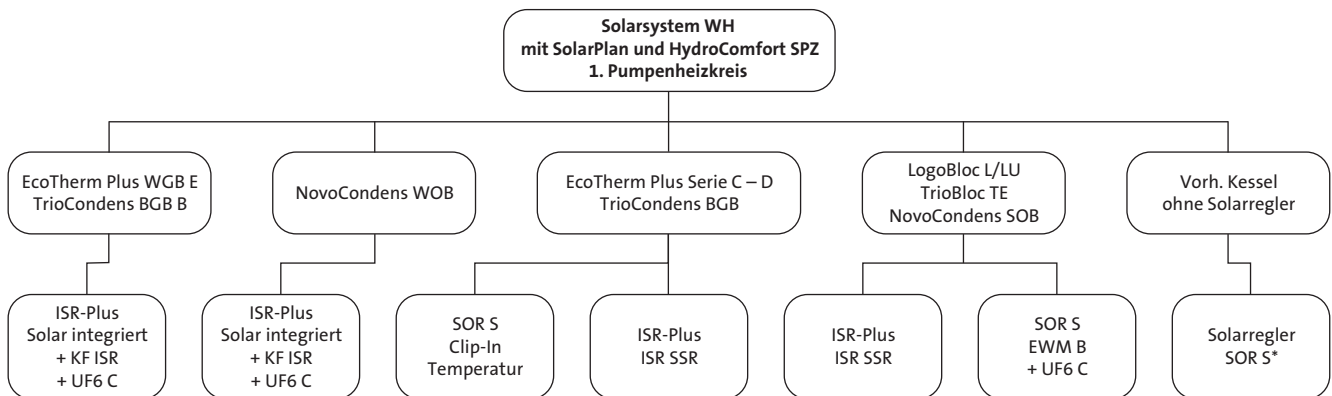 Solarsystem WH
mit SolarPlan und HydroComfort SPZ
1. Pumpenheizkreis
EcoTherm Plus WGB E
TrioCondens BGB B
NovoCondens WOB
EcoTherm Plus Serie C – D
TrioCondens BGB
LogoBloc L/LU
TrioBloc TE
NovoCondens SOB
Vorh. Kessel
ohne Solarregler
ISR-Plus
Solar integriert
+ KF ISR
+ UF6 C
ISR-Plus
Solar integriert
+ KF ISR
+ UF6 C
SOR S
Clip-In
Temperatur
ISR-Plus
ISR SSR
ISR-Plus
ISR SSR
SOR S
EWM B
+ UF6 C
Solarregler
SOR S*